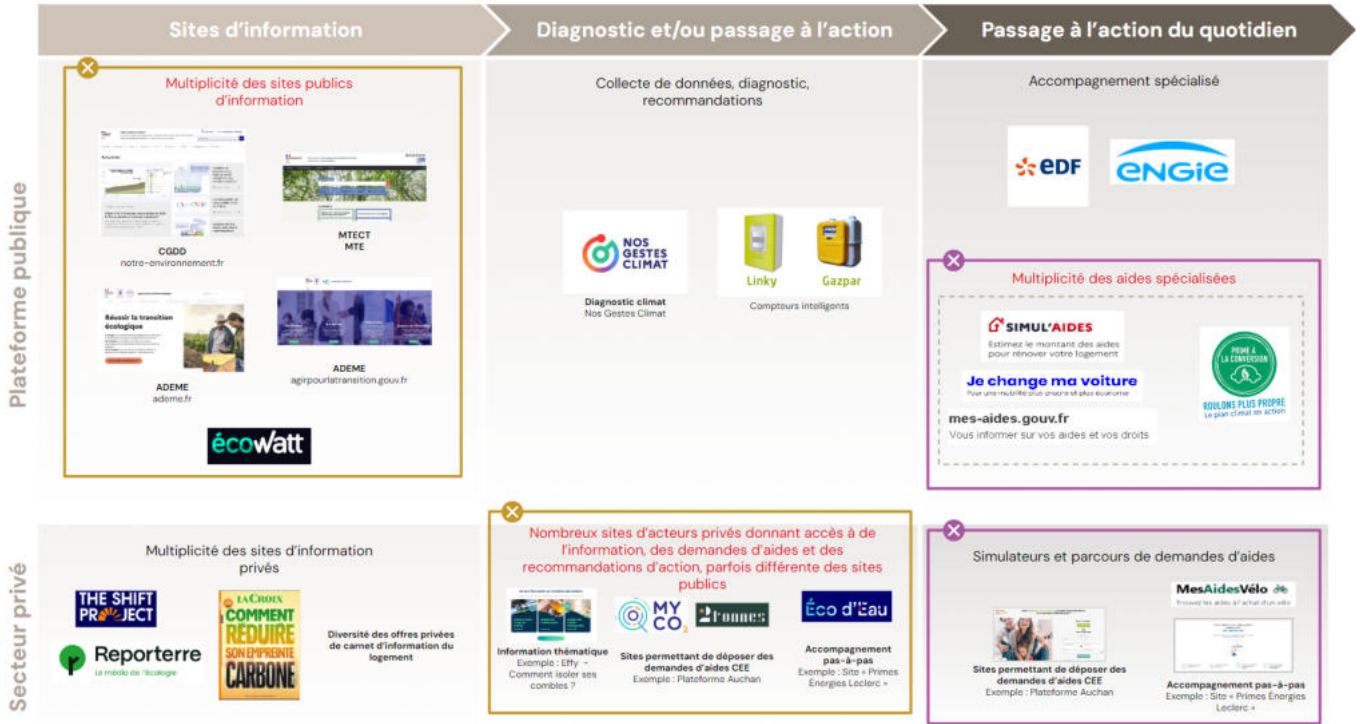 Sites d'information
Diagnostic et/ou passage à l'action
Passage à l'action du quotidien
Plateforme publique
Multiplicité des sites publics
d'information
CGDD
notre-environnement.fr
MTECT
MTE
Réussir la transition
écologique
ADEME
ademe.fr
ADEME
agirpourlatransition.gouv.fr
écowatt
Collecte de données, diagnostic,
recommandations
NOS
GESTES
CLIMAT
Diagnostic climat
Nos Gestes Climat
Linky
Gazpar
Compteurs intelligents
Accompagnement spécialisé
eDF
ENGIE
Multiplicité des aides spécialisées
SIMUL'AIDES
Estimez le montant des aides
pour rénover votre logement
Je change ma voiture
Pour une mobilité plus propre et plus économe
mes-aides.gouv.fr
Vous informer sur vos aides et vos droits
PRIME À
LA CONVERSION
ROULONS PLUS PROPRE
Le plan climat en action
Secteur privé
Multiplicité des sites d'information
privés
THE SHIFT
PROJECT
Reporterre
Le média de l'écologie
LA CROIX
COMMENT
RÉDUIRE
SON EMPREINTE
CARBONE
Diversité des offres privées
de carnet d'information du
logement
Nombreux sites d'acteurs privés donnant accès à de
l'information, des demandes d'aides et des
recommandations d'action, parfois différente des sites
publics
Information thématique
Exemple : Effy -
Comment isoler ses
combles ?
MY
CO2
2tonnes
Sites permettant de déposer des
demandes d'aides CEE
Exemple : Plateforme Auchan
Éco d'Eau
Accompagnement
pas-à-pas
Exemple : Site « Primes
Énergies Leclerc »
Simulateurs et parcours de demandes d'aides
Sites permettant de déposer des
demandes d'aides CEE
Exemple : Plateforme Auchan
MesAidesVélo
Trouvez les aides à l'achat d'un vélo
Accompagnement pas-à-pas
Exemple : Site « Primes Énergies
Leclerc »